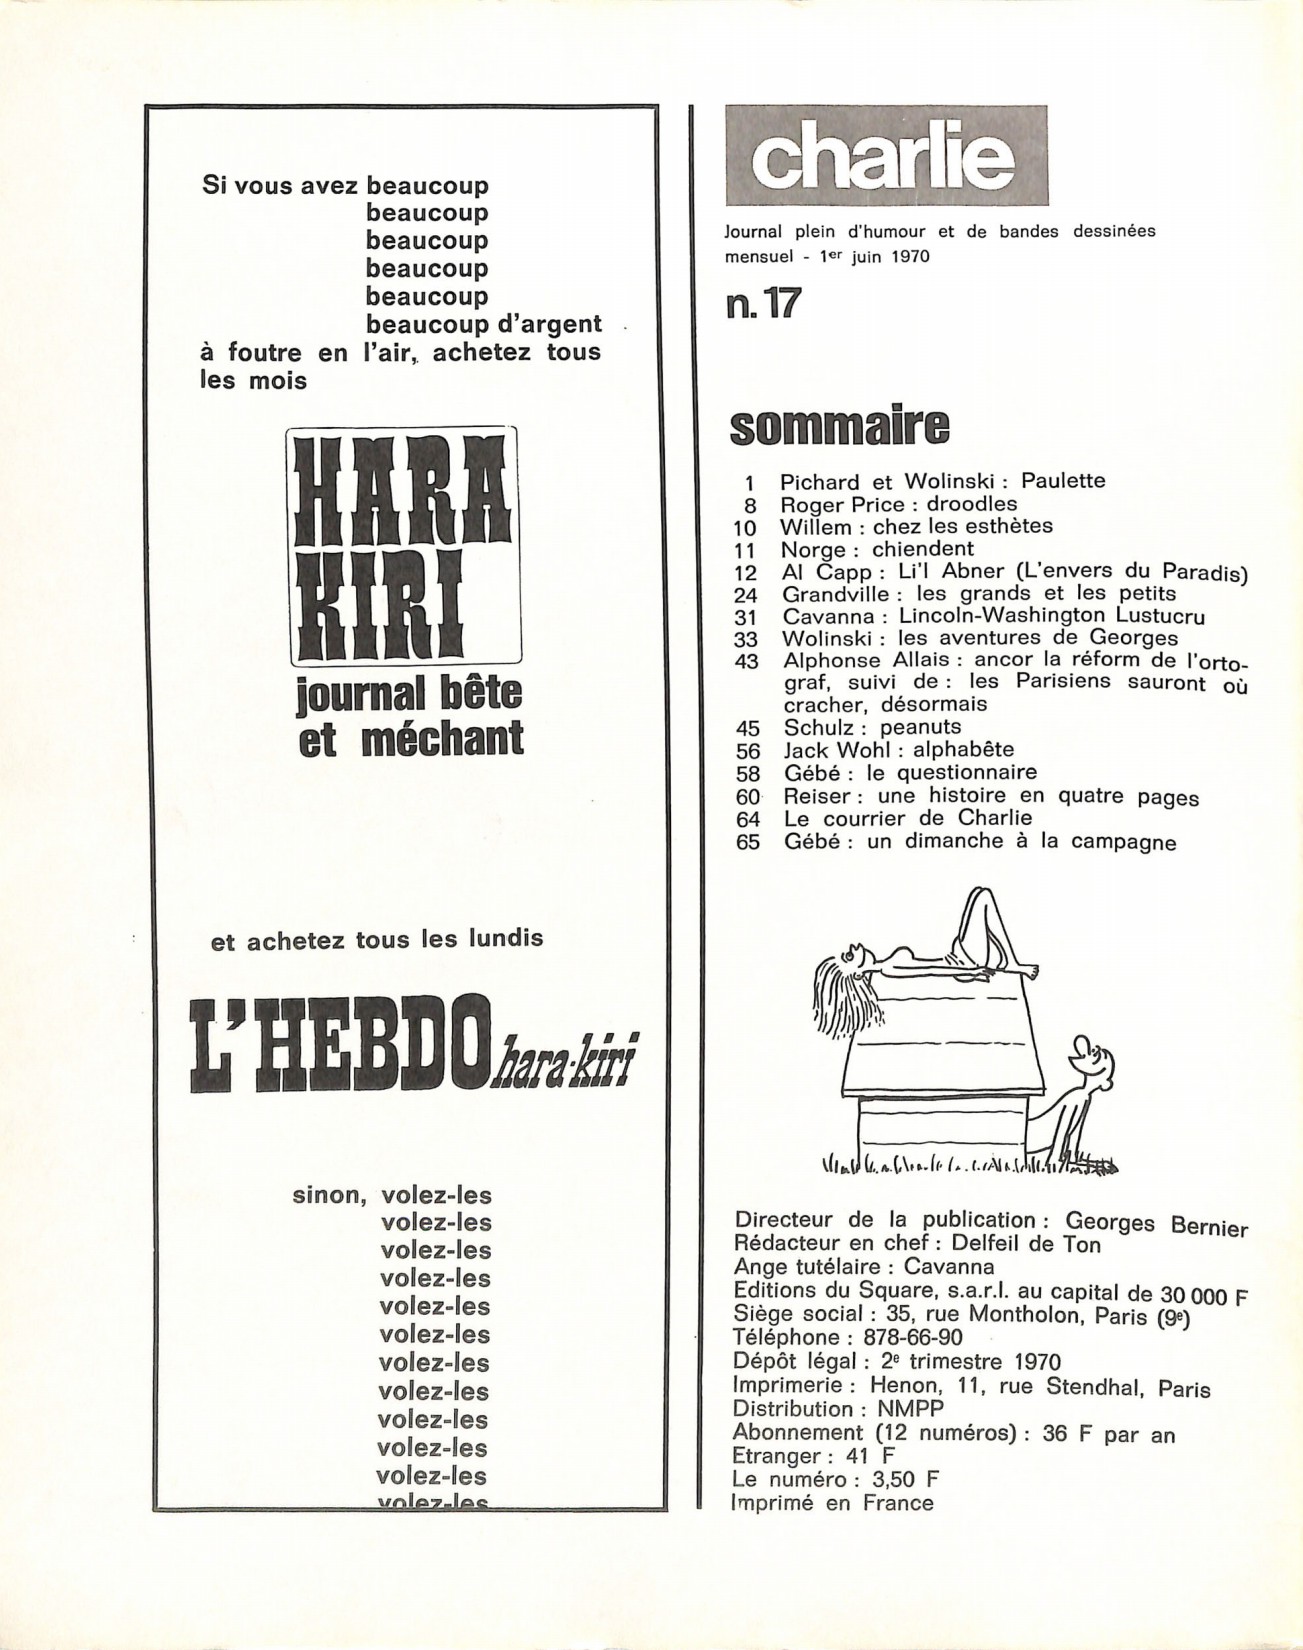 Si vous avez beaucoup
beaucoup
beaucoup
beaucoup
beaucoup
beaucoup d'argent
à foutre en l'air, achetez tous
les mois
HARA
KIRI
journal bête
et méchant
et achetez tous les lundis
L'HEBDO hara-kiri
sinon, volez-les
volez-les
volez-les
volez-les
volez-les
volez-les
volez-les
volez-les
volez-les
volez-les
volez-les
volez-les
charlie
Journal plein d'humour et de bandes dessinées
mensuel - 1er juin 1970
n. 17
sommaire
1 Pichard et Wolinski : Paulette
8 Roger Price : droodles
10 Willem : chez les esthètes
11 Norge : chiendent
12 Al Capp : Li'l Abner (L'envers du Paradis)
24 Grandville : les grands et les petits
31 Cavanna : Lincoln-Washington Lustucru
33 Wolinski : les aventures de Georges
43 Alphonse Allais : ancor la réform de l'orto-
graf, suivi de : les Parisiens sauront où
cracher, désormais
45 Schulz : peanuts
56 Jack Wohl : alphabête
58 Gébé : le questionnaire
60 Reiser : une histoire en quatre pages
64 Le courrier de Charlie
65 Gébé : un dimanche à la campagne
Directeur de la publication : Georges Bernier
Rédacteur en chef : Delfeil de Ton
Ange tutélaire : Cavanna
Editions du Square, s.a.r.l. au capital de 30 000 F
Siège social : 35, rue Montholon, Paris (9e)
Téléphone : 878-66-90
Dépôt légal : 2e trimestre 1970
Imprimerie : Henon, 11, rue Stendhal, Paris
Distribution : NMPP
Abonnement (12 numéros) : 36 F par an
Etranger : 41 F
Le numéro : 3,50 F
Imprimé en France